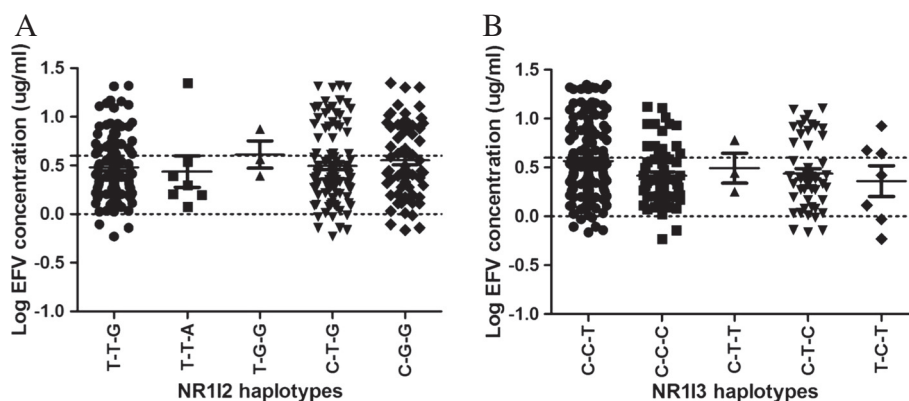 A
Log EFV concentration (ug/ml)
1.5
1.0
0.5
0.0
-0.5
-1.0
T-T-G
T-T-A
T-G-G
C-T-G
C-G-G
NR1I2 haplotypes
B
Log EFV concentration (ug/ml)
1.5
1.0
0.5
0.0
-0.5
-1.0
C-C-T
C-C-C
C-T-T
C-T-C
T-C-T
NR1I3 haplotypes